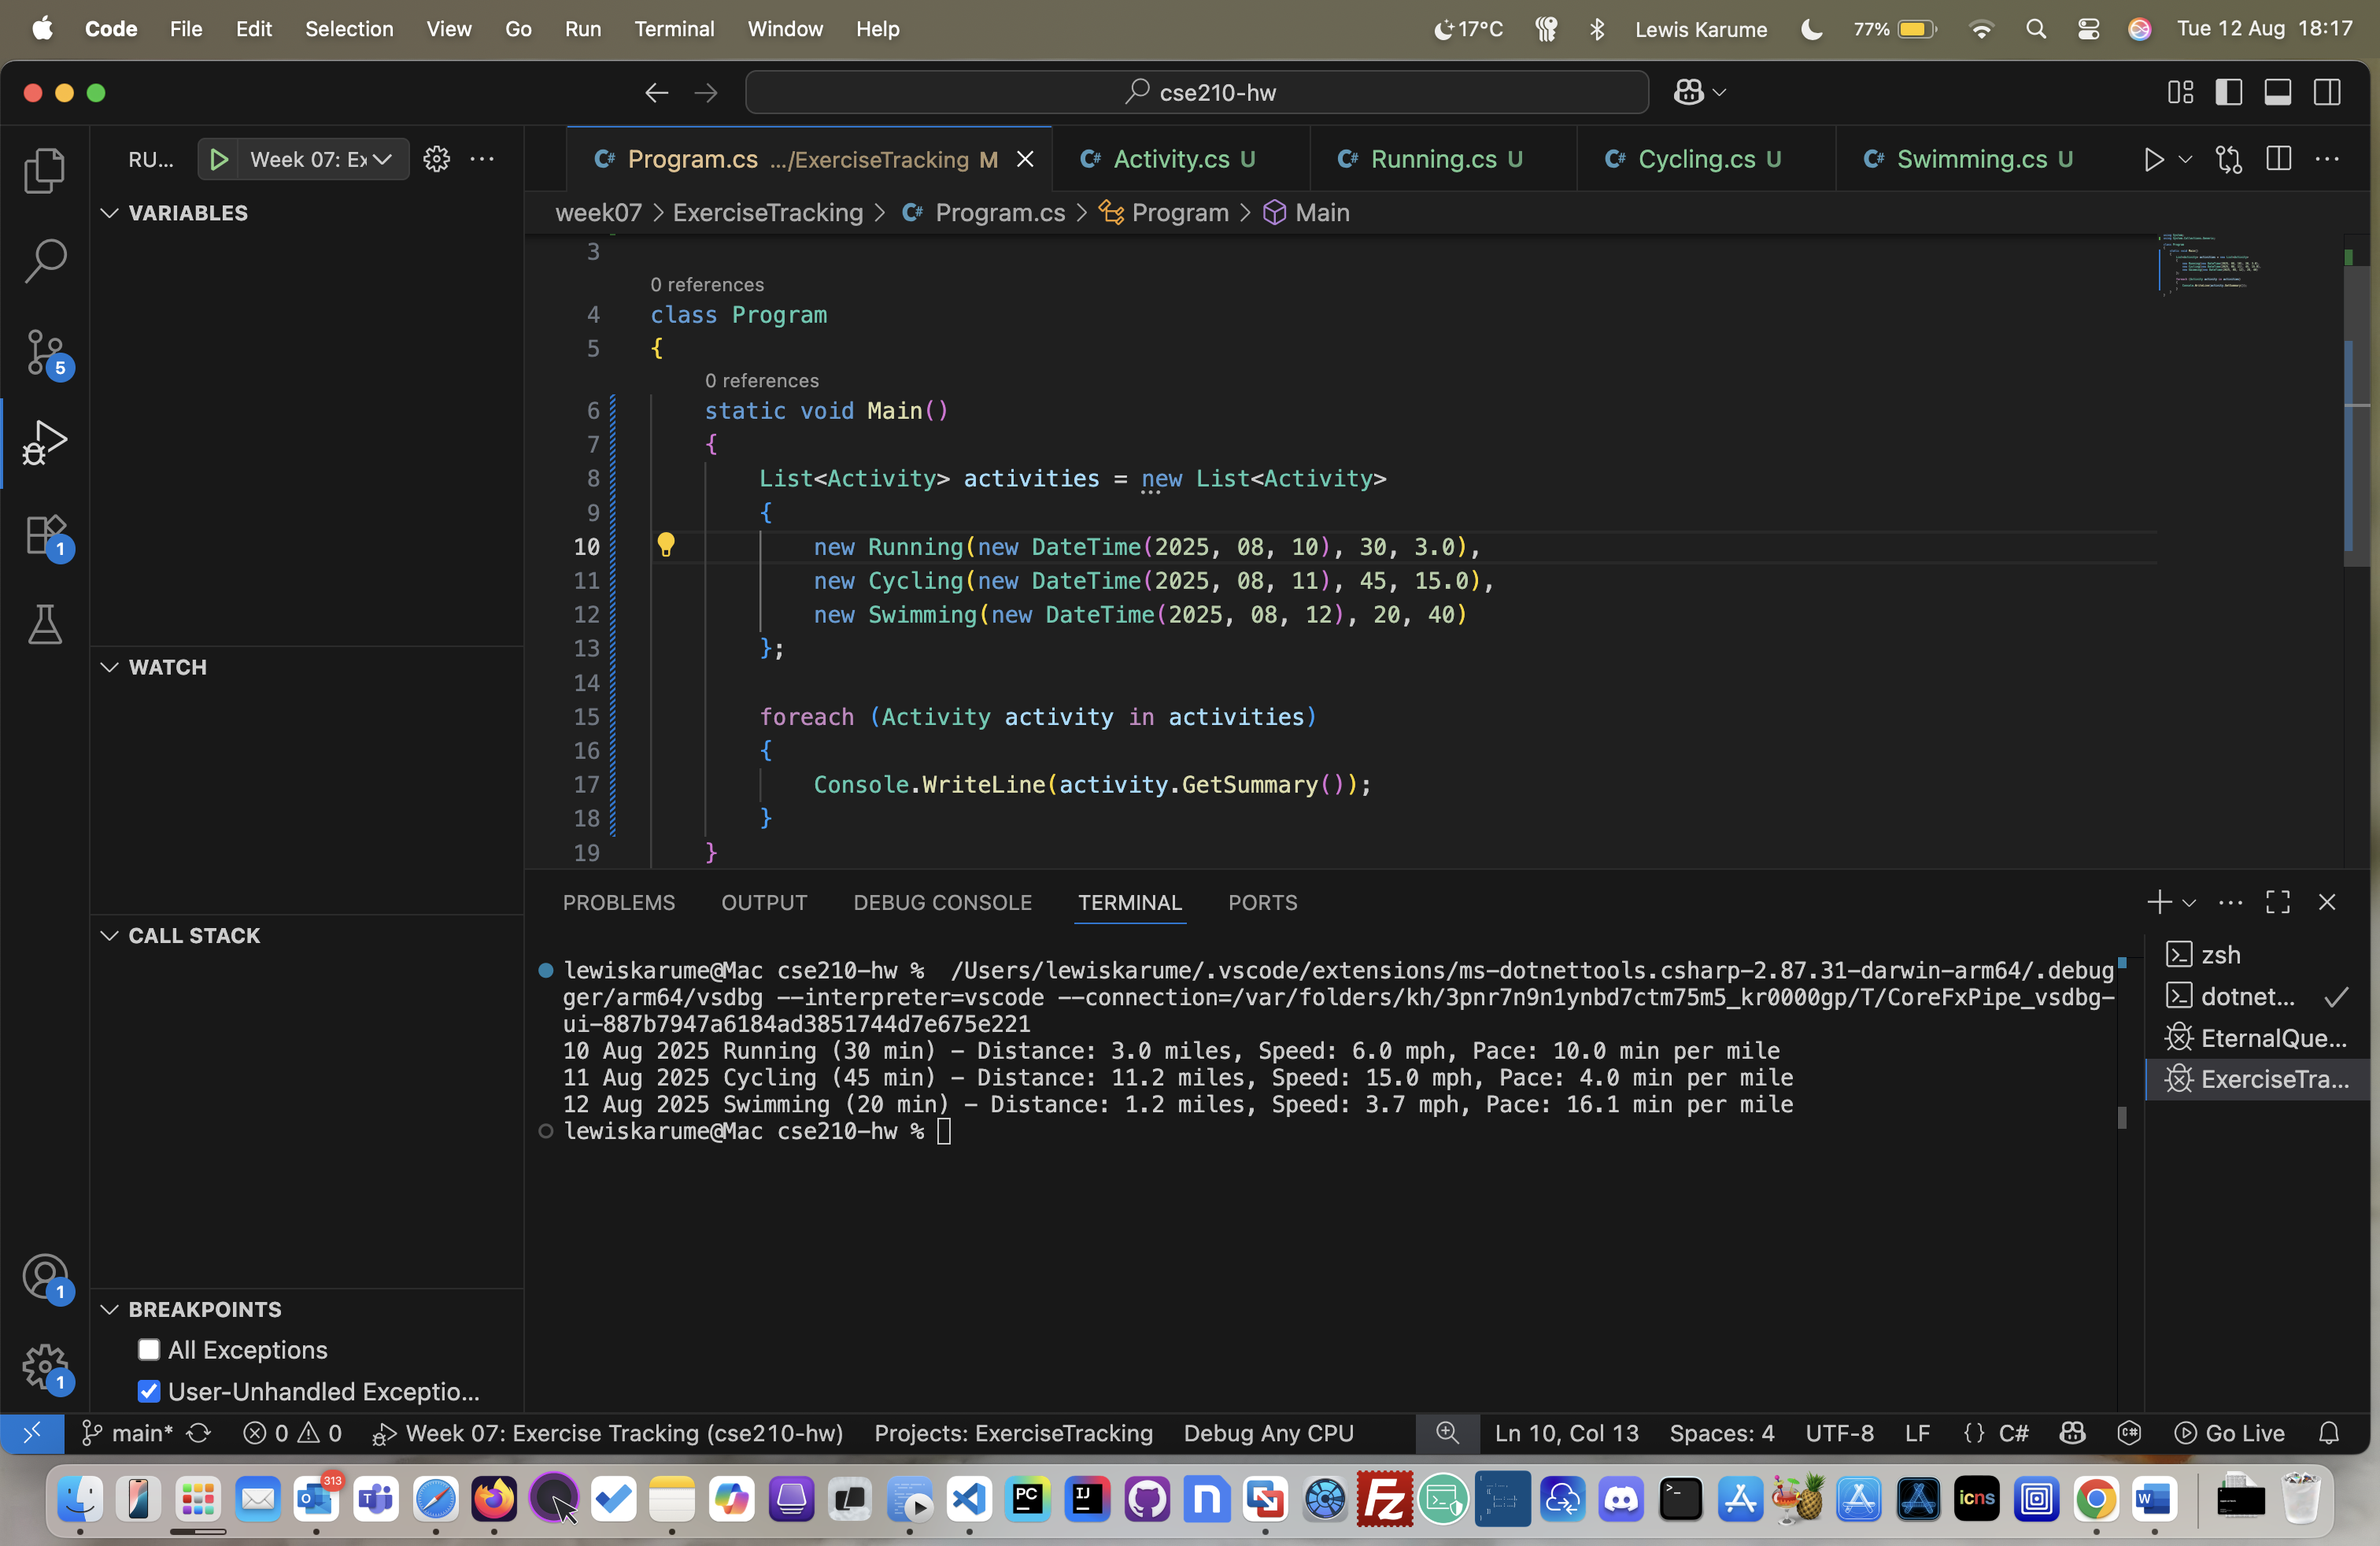 Code File Edit Selection View Go Run Terminal Window Help 17°C Lewis Karume 77% Tue 12 Aug 18:17
cse210-hw
RU... Week 07: Ex
Program.cs .../ExerciseTracking M Activity.cs U Running.cs U Cycling.cs U Swimming.cs U
week07 > ExerciseTracking > Program.cs > Program > Main
VARIABLES
WATCH
CALL STACK
BREAKPOINTS
All Exceptions
User-Unhandled Exceptio...
5
1
1
1
3
0 references
4 class Program
5 {
0 references
6 static void Main()
7 {
8 List<Activity> activities = new List<Activity>
9 {
10 new Running(new DateTime(2025, 08, 10), 30, 3.0),
11 new Cycling(new DateTime(2025, 08, 11), 45, 15.0),
12 new Swimming(new DateTime(2025, 08, 12), 20, 40)
13 };
14
15 foreach (Activity activity in activities)
16 {
17 Console.WriteLine(activity.GetSummary());
18 }
19 }
PROBLEMS OUTPUT DEBUG CONSOLE TERMINAL PORTS
lewiskarume@Mac cse210-hw % /Users/lewiskarume/.vscode/extensions/ms-dotnettools.csharp-2.87.31-darwin-arm64/.debug
ger/arm64/vsdbg --interpreter=vscode --connection=/var/folders/kh/3pnr7n9n1ynbd7ctm75m5_kr0000gp/T/CoreFxPipe_vsdbg-
ui-887b7947a6184ad3851744d7e675e221
10 Aug 2025 Running (30 min) - Distance: 3.0 miles, Speed: 6.0 mph, Pace: 10.0 min per mile
11 Aug 2025 Cycling (45 min) - Distance: 11.2 miles, Speed: 15.0 mph, Pace: 4.0 min per mile
12 Aug 2025 Swimming (20 min) - Distance: 1.2 miles, Speed: 3.7 mph, Pace: 16.1 min per mile
lewiskarume@Mac cse210-hw %
zsh
dotnet...
EternalQue...
ExerciseTra...
main* 0 0 Week 07: Exercise Tracking (cse210-hw) Projects: ExerciseTracking Debug Any CPU Ln 10, Col 13 Spaces: 4 UTF-8 LF {} C# Go Live
313
PC IJ icns